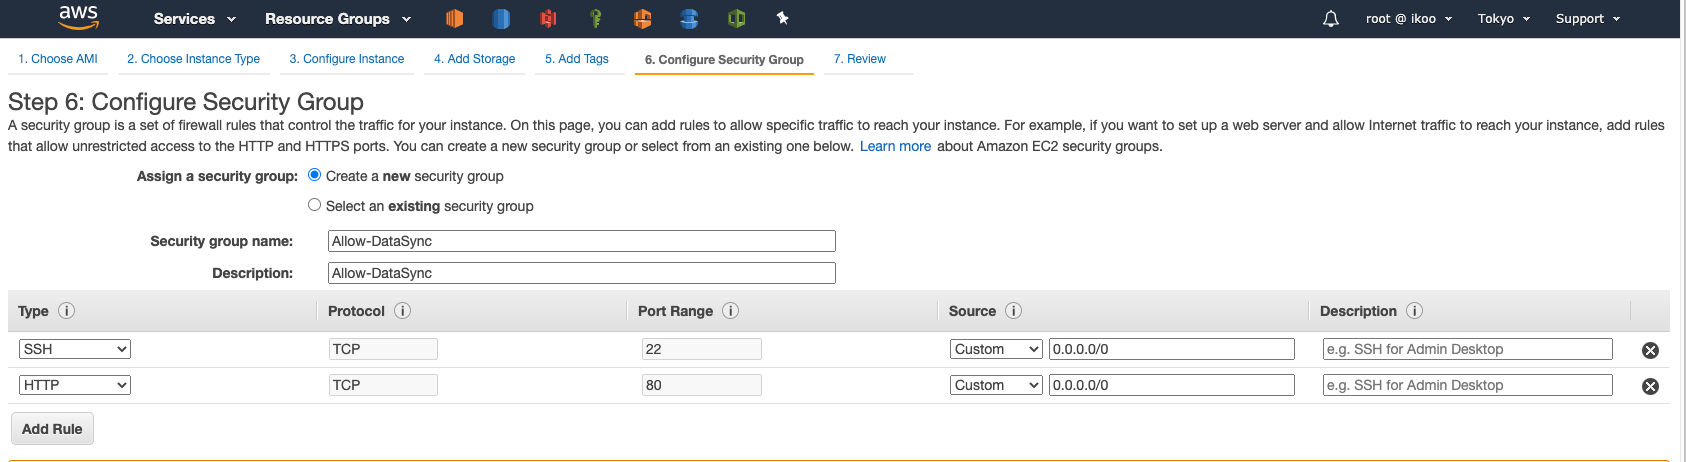 aws Services Resource Groups root @ ikoo Tokyo Support
1. Choose AMI 2. Choose Instance Type 3. Configure Instance 4. Add Storage 5. Add Tags 6. Configure Security Group 7. Review
Step 6: Configure Security Group
A security group is a set of firewall rules that control the traffic for your instance. On this page, you can add rules to allow specific traffic to reach your instance. For example, if you want to set up a web server and allow Internet traffic to reach your instance, add rules
that allow unrestricted access to the HTTP and HTTPS ports. You can create a new security group or select from an existing one below. Learn more about Amazon EC2 security groups.
Assign a security group: Create a new security group
Select an existing security group
Security group name: Allow-DataSync
Description: Allow-DataSync
Type Protocol Port Range Source Description
SSH TCP 22 Custom 0.0.0.0/0 e.g. SSH for Admin Desktop
HTTP TCP 80 Custom 0.0.0.0/0 e.g. SSH for Admin Desktop
Add Rule